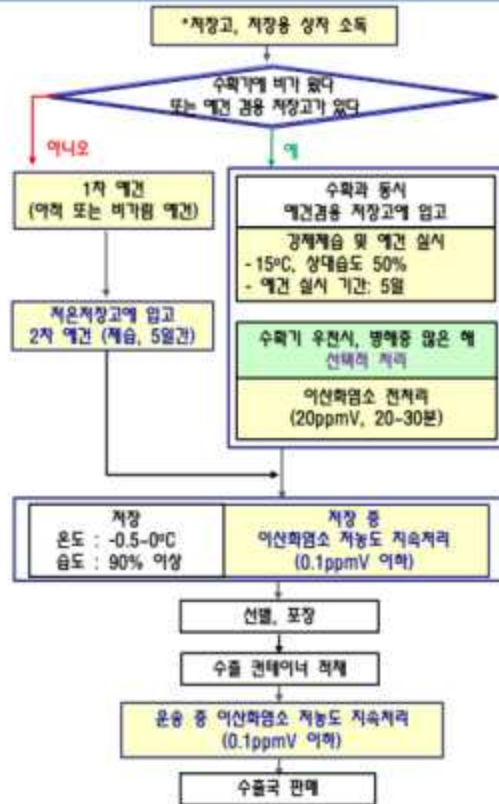 *저장고, 저장용 상자 소독
수확기에 비가 왔다
또는 예건 겸용 저장고가 있다
아니오
예
1차 예건
(야적 또는 비가림 예건)
수확과 동시
예건겸용 저장고에 입고
강제제습 및 예건 실시
- 15ºC, 상대습도 50%
- 예건 실시 기간: 5일
저온저장고에 입고
2차 예건 (제습, 5일간)
수확기 우천시, 병해충 많은 해
선택적 처리
이산화염소 전처리
(20ppmV, 20-30분)
저장
온도 : -0.5-0ºC
습도 : 90% 이상
저장 중
이산화염소 저농도 지속처리
(0.1ppmV 이하)
선별, 포장
수출 컨테이너 적재
운송 중 이산화염소 저농도 지속처리
(0.1ppmV 이하)
수출국 판매